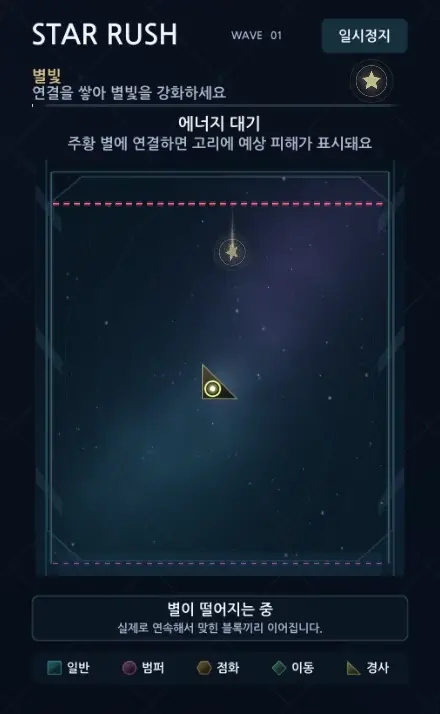 STAR RUSH
WAVE 01
일시정지
별빛
연결을 쌓아 별빛을 강화하세요
에너지 대기
주황 별에 연결하면 고리에 예상 피해가 표시돼요
별이 떨어지는 중
실제로 연속해서 맞힌 블록끼리 이어집니다.
일반
범퍼
점화
이동
경사